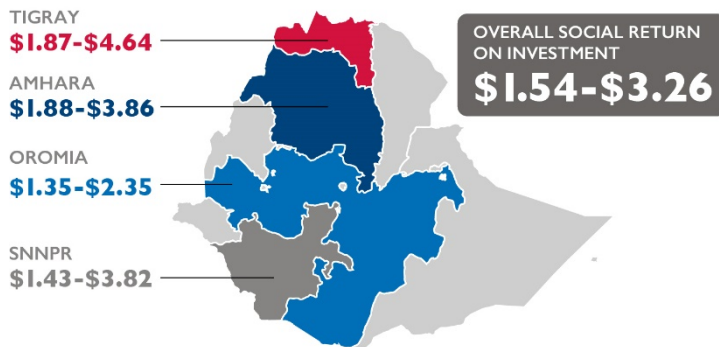 TIGRAY
$1.87-$4.64
AMHARA
$1.88-$3.86
OROMIA
$1.35-$2.35
SNNPR
$1.43-$3.82
OVERALL SOCIAL RETURN
ON INVESTMENT
$1.54-$3.26